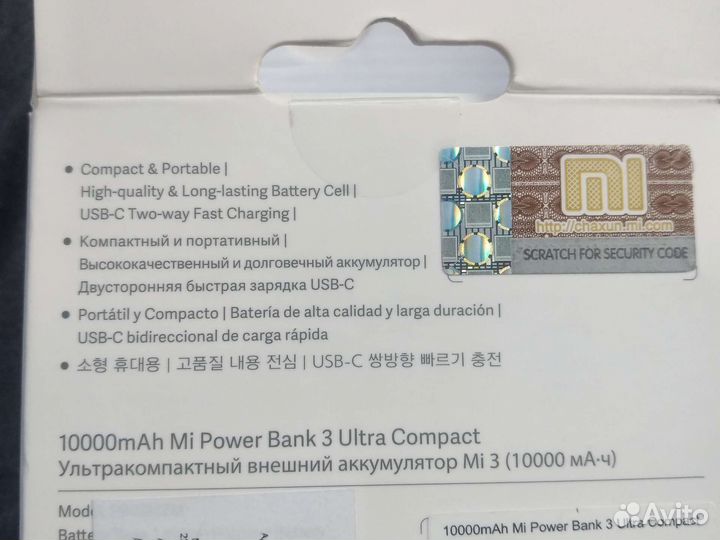 • Compact & Portable |
High-quality & Long-lasting Battery Cell |
USB-C Two-way Fast Charging |
• Компактный и портативный |
Высококачественный и долговечный аккумулятор |
Двусторонняя быстрая зарядка USB-C
• Portátil y Compacto | Batería de alta calidad y larga duración |
USB-C bidireccional de carga rápida
• 소형 휴대용 | 고품질 내용 전심 | USB-C 쌍방향 빠르기 충전
mi
http://chaxun.mi.com
SCRATCH FOR SECURITY CODE
10000mAh Mi Power Bank 3 Ultra Compact
Ультракомпактный внешний аккумулятор Mi 3 (10000 мА·ч)
Mode
Batte
10000mAh Mi Power Bank 3 Ultra Compact
Avito